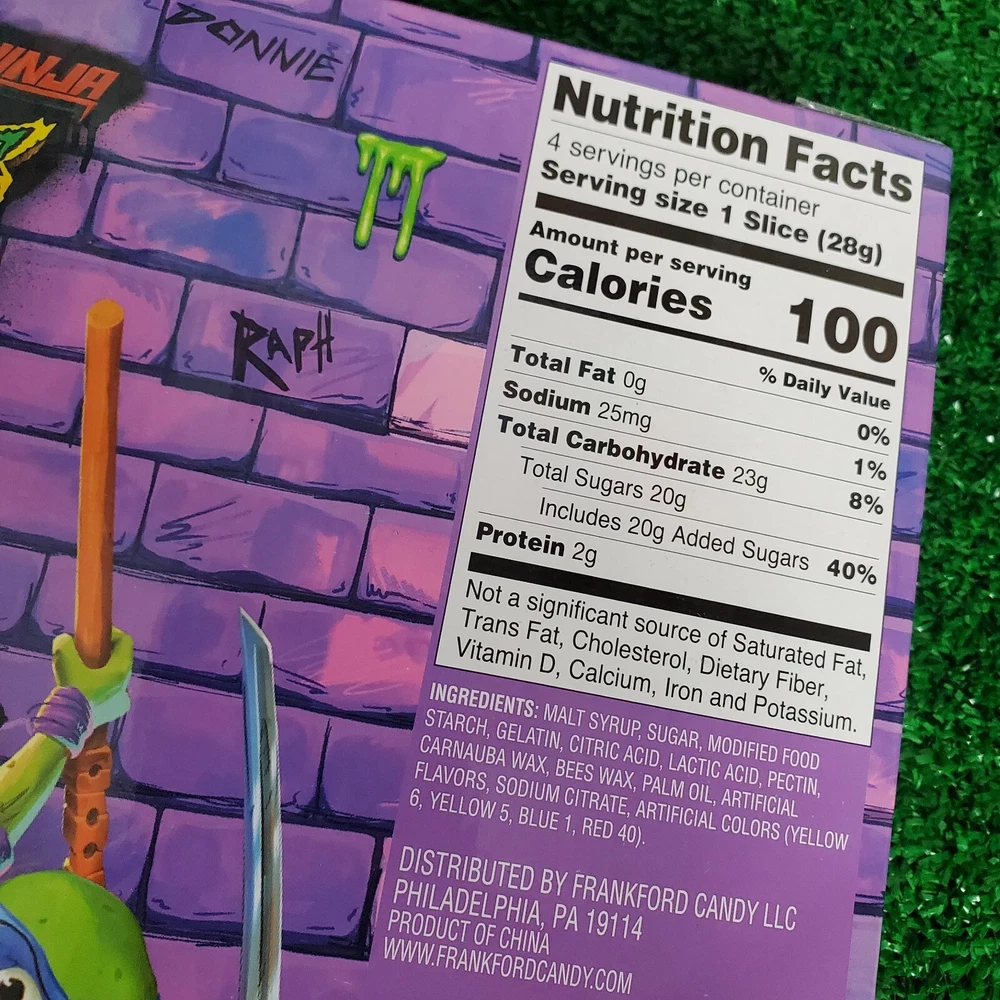 DONNIE
NINJA
RAPH
Nutrition Facts
4 servings per container
Serving size 1 Slice (28g)
Amount per serving
Calories 100
% Daily Value
Total Fat 0g 0%
Sodium 25mg 1%
Total Carbohydrate 23g 8%
Total Sugars 20g
Includes 20g Added Sugars 40%
Protein 2g
Not a significant source of Saturated Fat,
Trans Fat, Cholesterol, Dietary Fiber,
Vitamin D, Calcium, Iron and Potassium.
INGREDIENTS: MALT SYRUP, SUGAR, MODIFIED FOOD
STARCH, GELATIN, CITRIC ACID, LACTIC ACID, PECTIN,
CARNAUBA WAX, BEES WAX, PALM OIL, ARTIFICIAL
FLAVORS, SODIUM CITRATE, ARTIFICIAL COLORS (YELLOW
6, YELLOW 5, BLUE 1, RED 40).
DISTRIBUTED BY FRANKFORD CANDY LLC
PHILADELPHIA, PA 19114
PRODUCT OF CHINA
WWW.FRANKFORDCANDY.COM